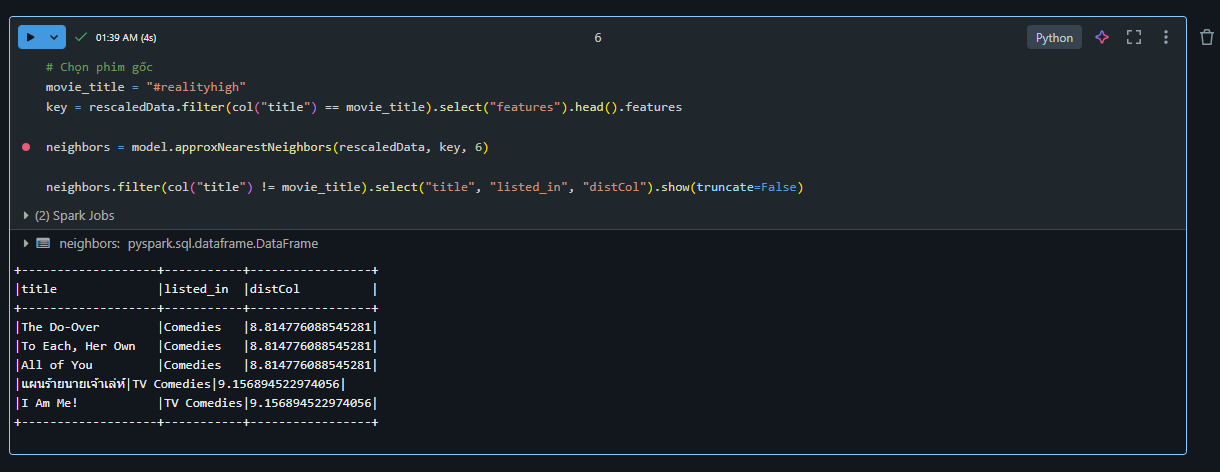 01:39 AM (4s)
6
Python
# Chọn phim gốc
movie_title = "#realityhigh"
key = rescaledData.filter(col("title") == movie_title).select("features").head().features
neighbors = model.approxNearestNeighbors(rescaledData, key, 6)
neighbors.filter(col("title") != movie_title).select("title", "listed_in", "distCol").show(truncate=False)
(2) Spark Jobs
neighbors: pyspark.sql.dataframe.DataFrame
+-------------------+-----------+-----------------+
|title              |listed_in  |distCol          |
+-------------------+-----------+-----------------+
|The Do-Over        |Comedies   |8.814776088545281|
|To Each, Her Own   |Comedies   |8.814776088545281|
|All of You         |Comedies   |8.814776088545281|
|แผนร้ายนายเจ้าเล่ห์|TV Comedies|9.156894522974056|
|I Am Me!           |TV Comedies|9.156894522974056|
+-------------------+-----------+-----------------+